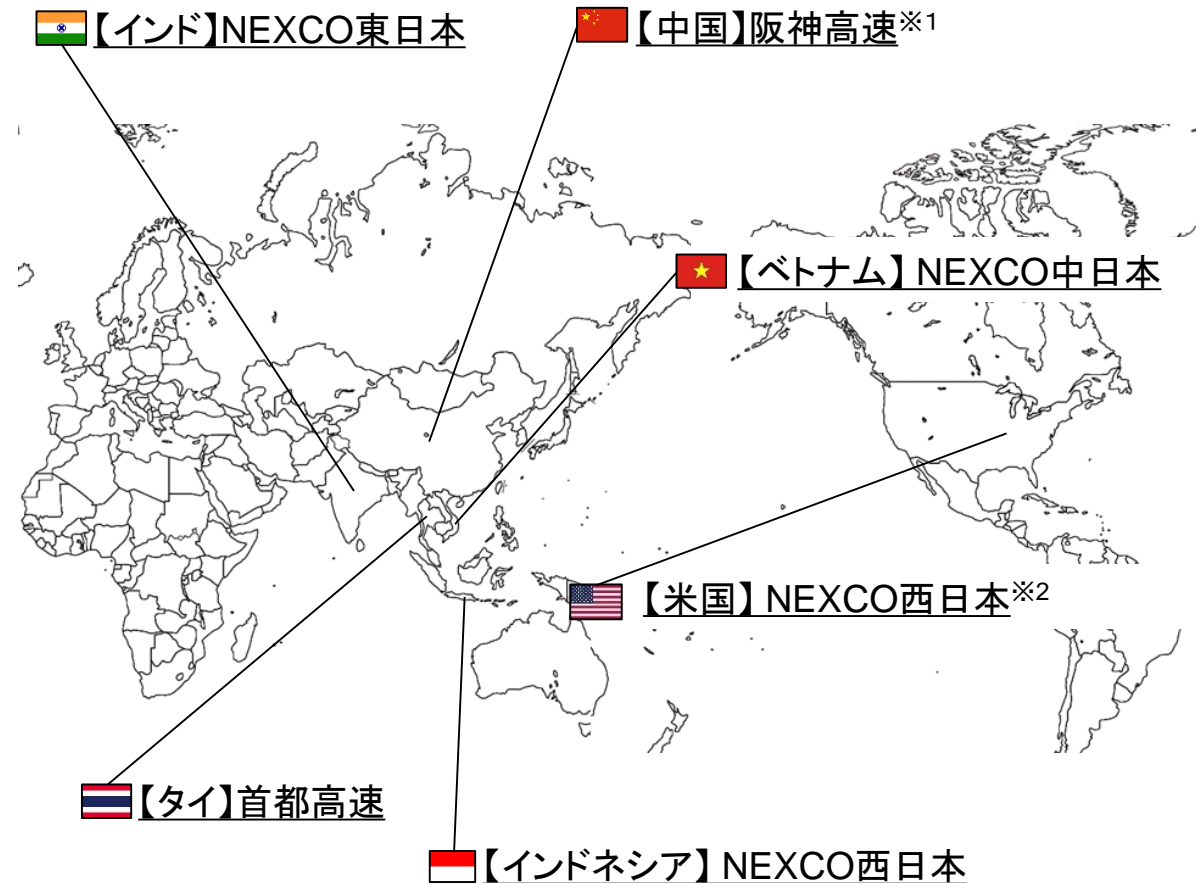 【インド】NEXCO東日本
【中国】阪神高速※1
【ベトナム】 NEXCO中日本
【米国】 NEXCO西日本※2
【タイ】首都高速
【インドネシア】 NEXCO西日本